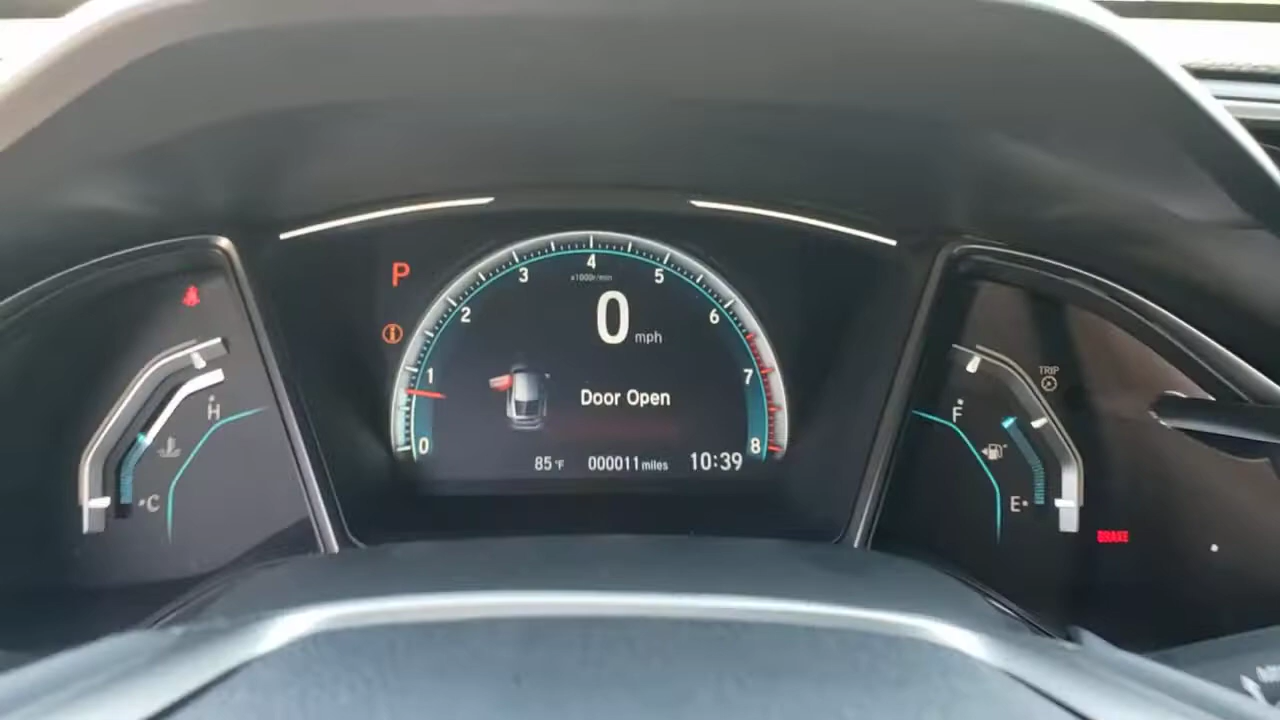 P
0 1 2 3 4 5 6 7 8
x1000r/min
0 mph
Door Open
85°F 000011 miles 10:39
H
C
TRIP
F
E
BRAKE